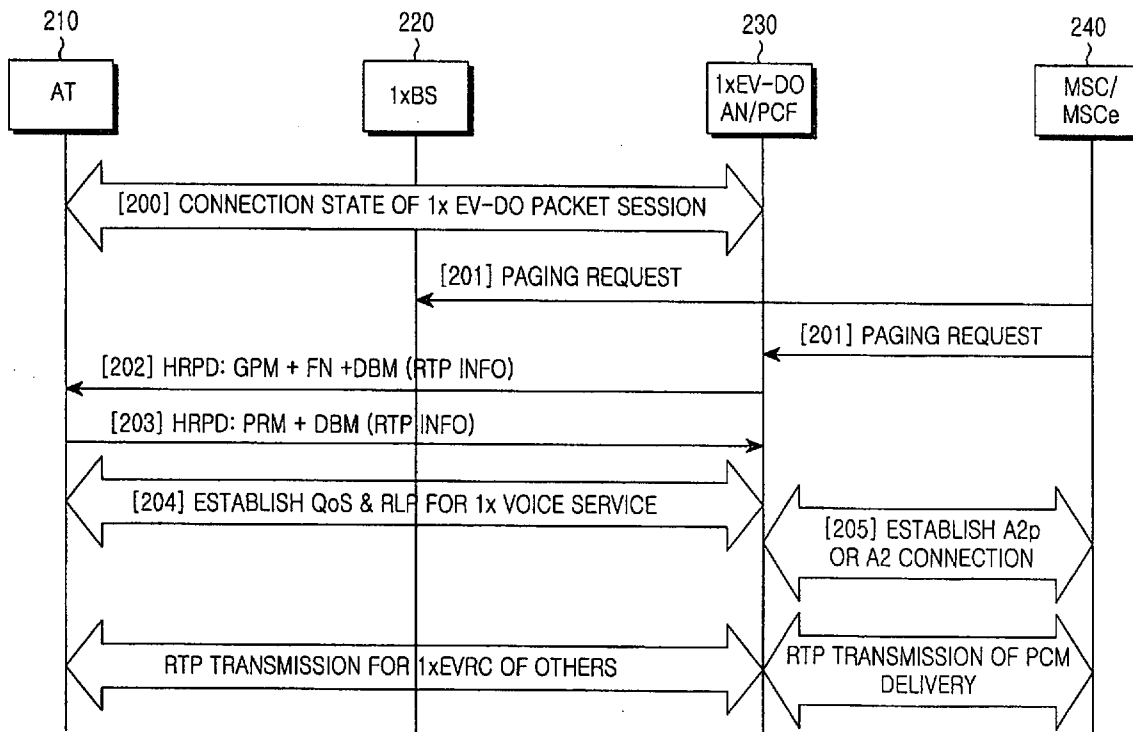 210
220
230
240
AT
1xBS
1xEV-DO
AN/PCF
MSC/
MSCe
[200] CONNECTION STATE OF 1x EV-DO PACKET SESSION
[201] PAGING REQUEST
[201] PAGING REQUEST
[202] HRPD: GPM + FN +DBM (RTP INFO)
[203] HRPD: PRM + DBM (RTP INFO)
[204] ESTABLISH QoS & RLP FOR 1x VOICE SERVICE
[205] ESTABLISH A2p
OR A2 CONNECTION
RTP TRANSMISSION FOR 1xEVRC OF OTHERS
RTP TRANSMISSION OF PCM
DELIVERY